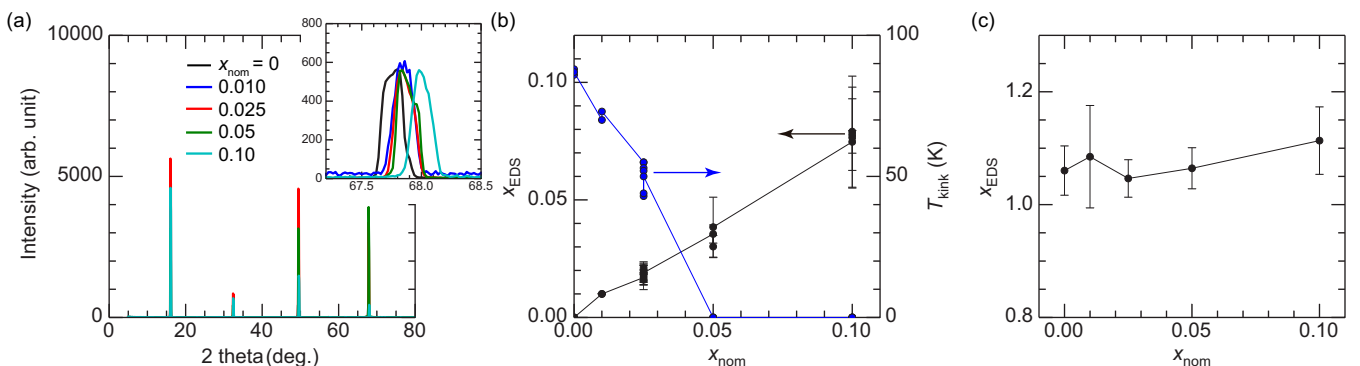 (a)
10000
5000
0
Intensity (arb. unit)
0 20 40 60 80
2 theta (deg.)
x_nom = 0
0.010
0.025
0.05
0.10
800
600
400
200
0
67.5 68.0 68.5
(b)
0.10
0.05
0.00
x_EDS
0.00 0.05 0.10
x_nom
100
50
0
T_kink (K)
(c)
1.2
1.0
0.8
x_EDS
0.00 0.05 0.10
x_nom